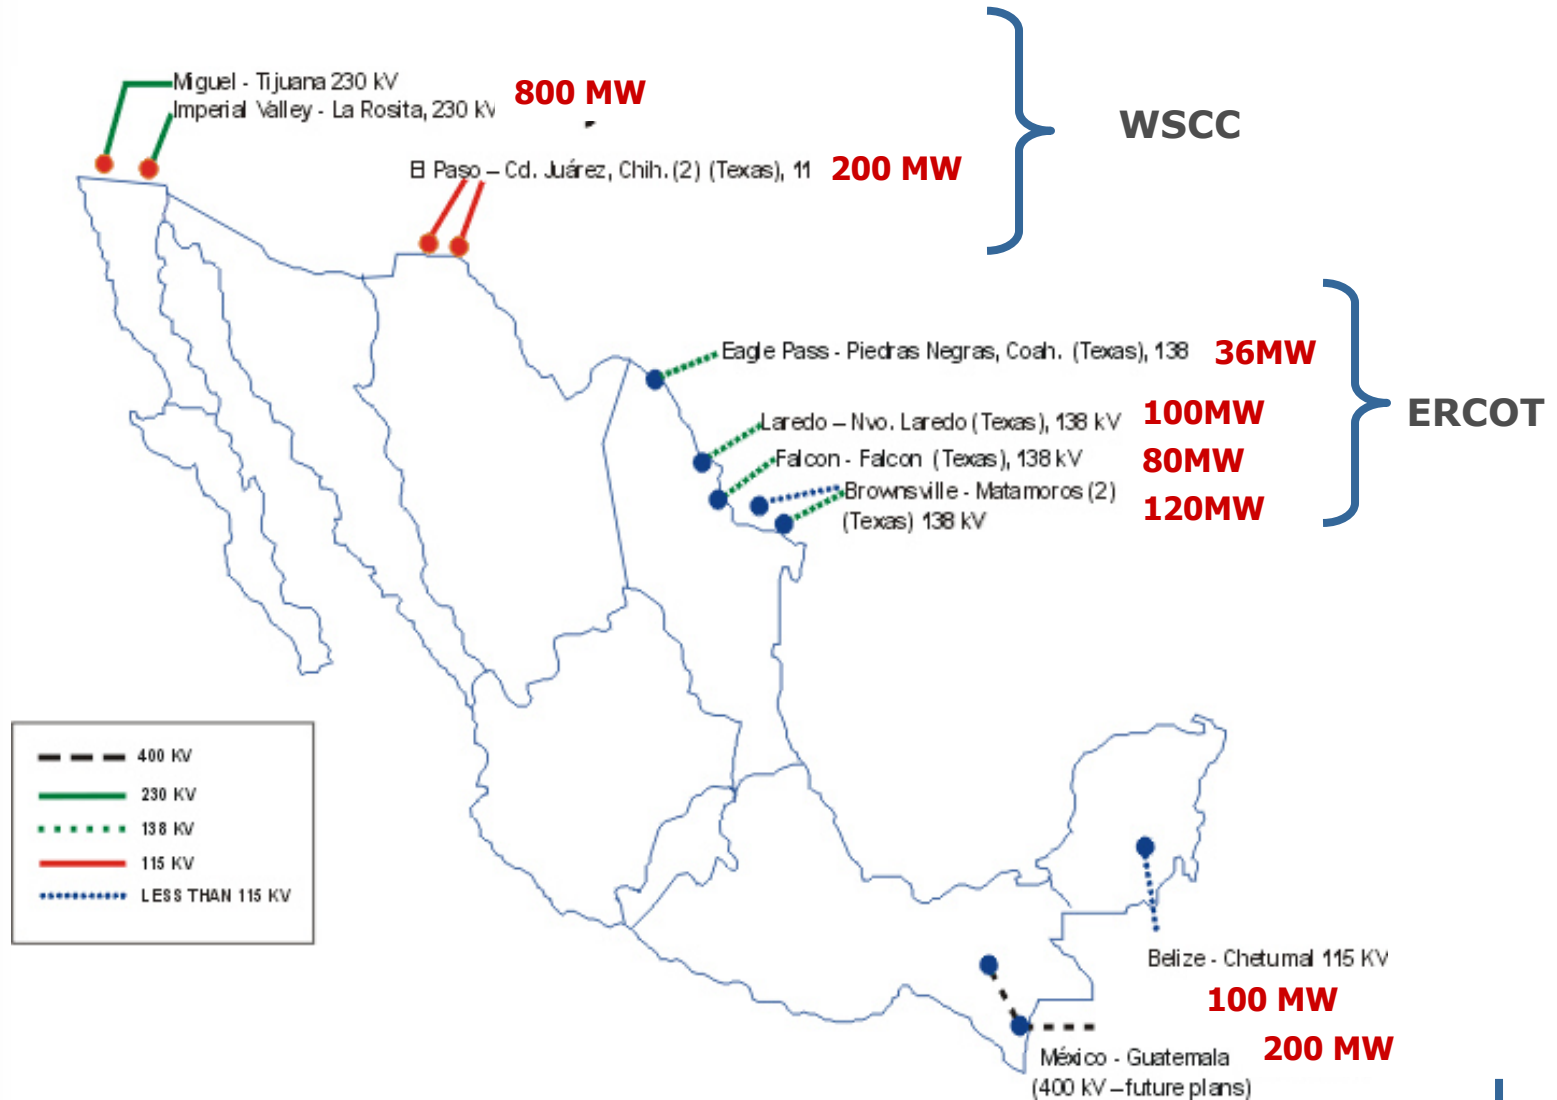 Miguel - Tijuana 230 kV
Imperial Valley - La Rosita, 230 kV
800 MW
WSCC
El Paso – Cd. Juárez, Chih. (2) (Texas), 11
200 MW
Eagle Pass - Piedras Negras, Coah. (Texas), 138
36MW
Laredo – Nvo. Laredo (Texas), 138 kV
100MW
ERCOT
Falcon - Falcon (Texas), 138 kV
80MW
Brownsville - Matamoros (2)
(Texas) 138 kV
120MW
400 KV
230 KV
138 KV
115 KV
LESS THAN 115 KV
Belize - Chetumal 115 KV
100 MW
México - Guatemala
(400 kV – future plans)
200 MW